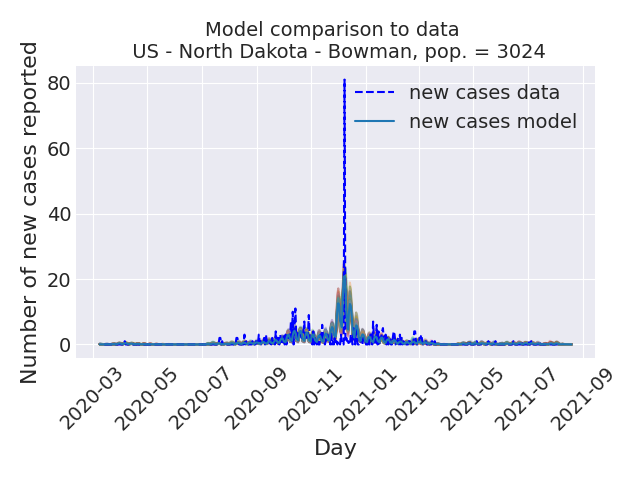 Model comparison to data
US - North Dakota - Bowman, pop. = 3024
Number of new cases reported
80
60
40
20
0
new cases data
new cases model
2020-03
2020-05
2020-07
2020-09
2020-11
2021-01
2021-03
2021-05
2021-07
2021-09
Day